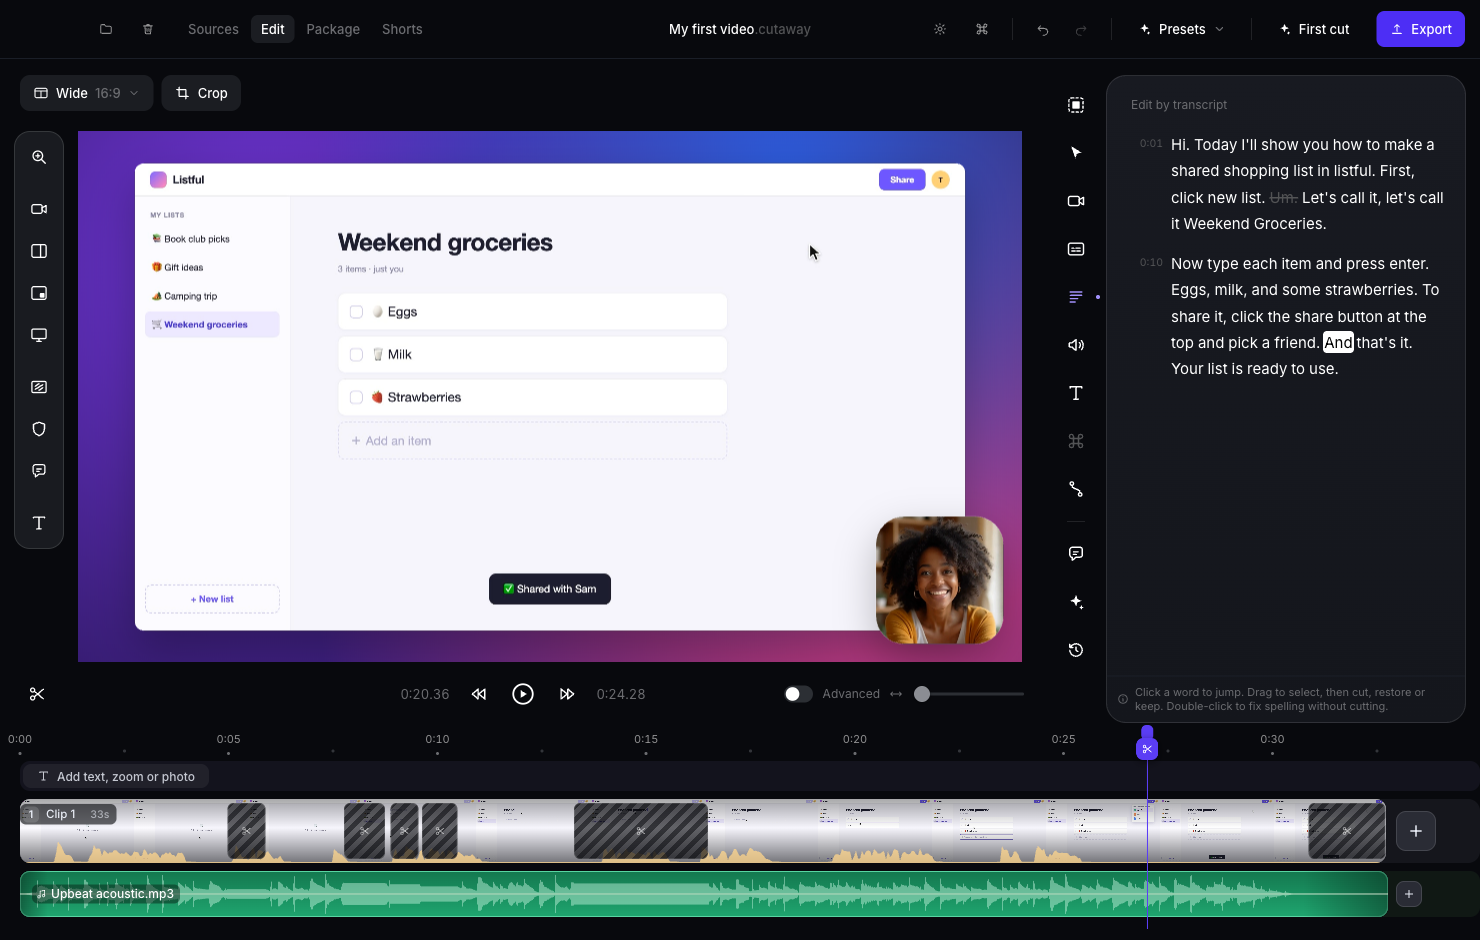 Sources Edit Package Shorts
My first video.cutaway
Presets
First cut
Export
Wide 16:9
Crop
Listful
Share
T
MY LISTS
Book club picks
Gift ideas
Camping trip
Weekend groceries
+ New list
Weekend groceries
3 items · just you
Eggs
Milk
Strawberries
+ Add an item
✅ Shared with Sam
Edit by transcript
0:01 Hi. Today I'll show you how to make a
shared shopping list in listful. First,
click new list. Um. Let's call it, let's call
it Weekend Groceries.
0:10 Now type each item and press enter.
Eggs, milk, and some strawberries. To
share it, click the share button at the
top and pick a friend. And that's it.
Your list is ready to use.
Click a word to jump. Drag to select, then cut, restore or
keep. Double-click to fix spelling without cutting.
0:20.36
0:24.28
Advanced
0:00 0:05 0:10 0:15 0:20 0:25 0:30
T Add text, zoom or photo
1 Clip 1 33s
Upbeat acoustic.mp3